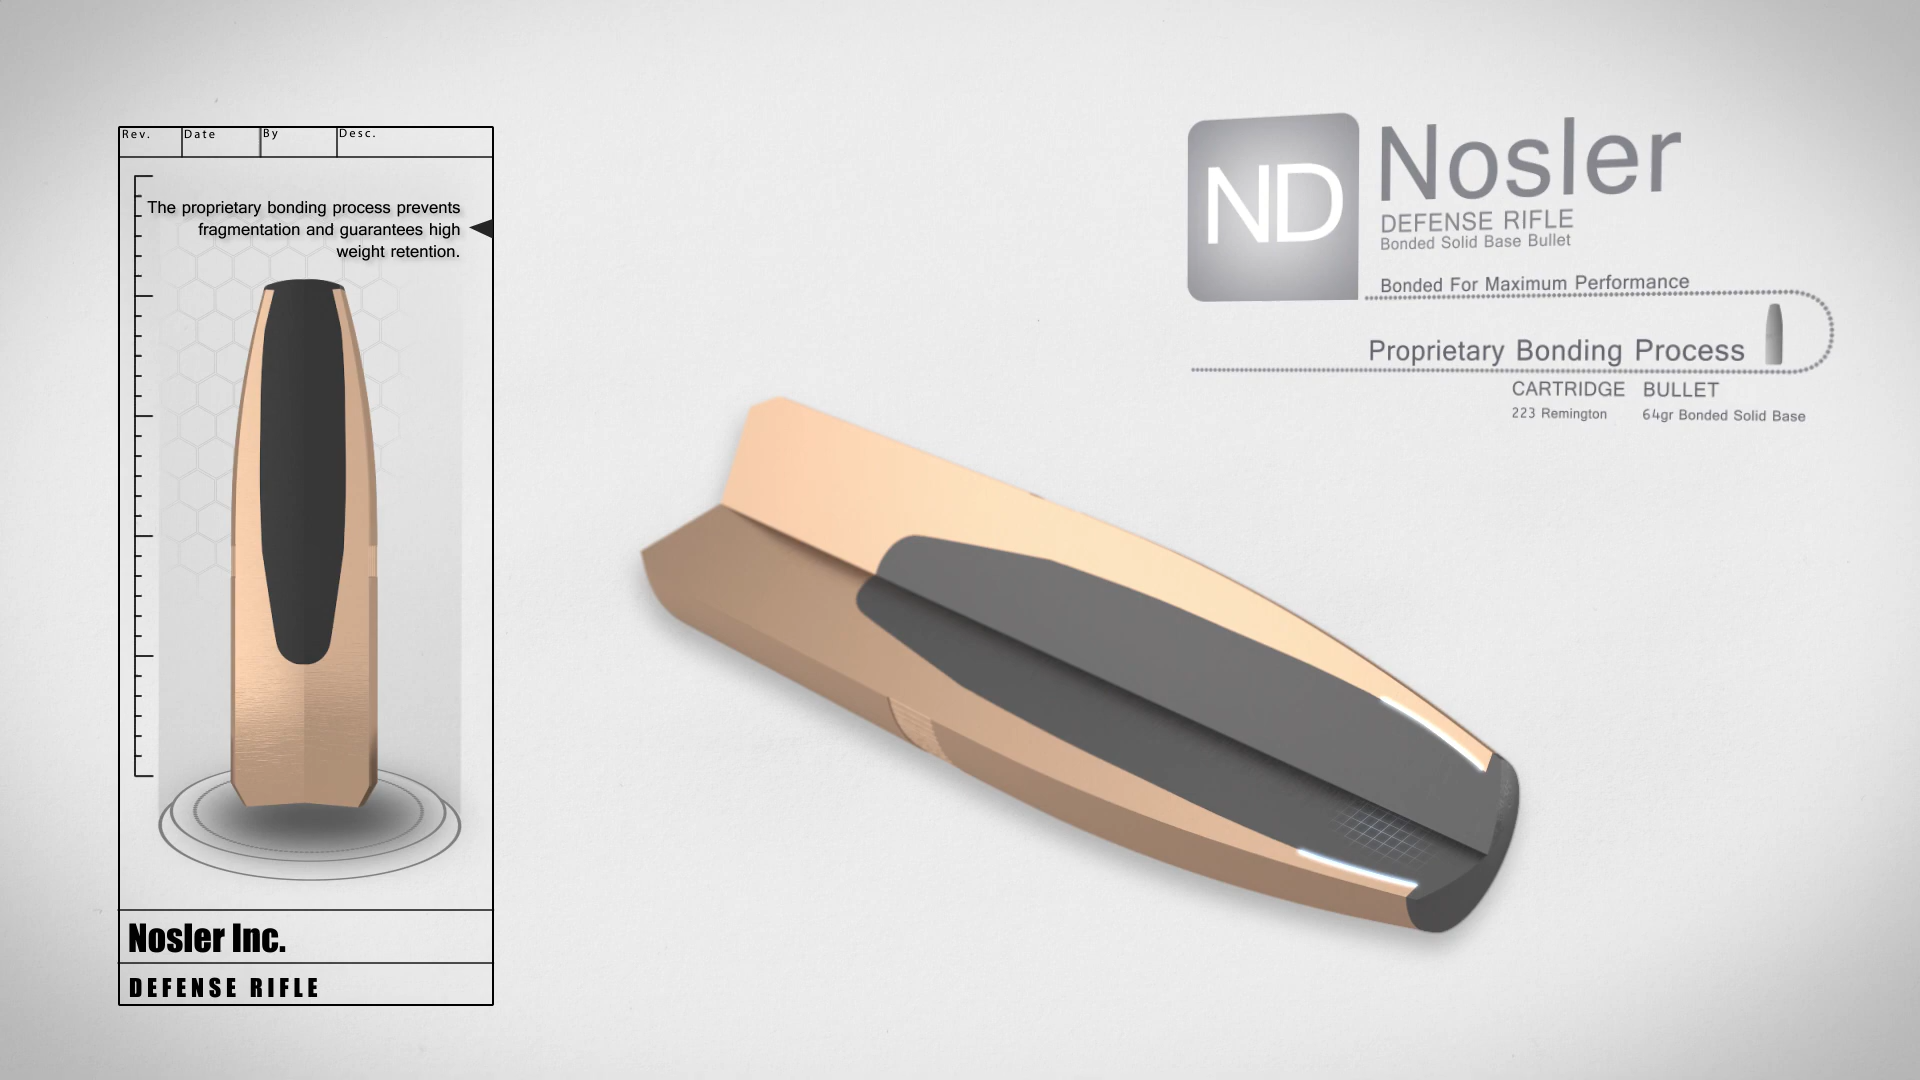 Rev. Date By Desc.
The proprietary bonding process prevents
fragmentation and guarantees high
weight retention.
Nosler Inc.
DEFENSE RIFLE
ND
Nosler
DEFENSE RIFLE
Bonded Solid Base Bullet
Bonded For Maximum Performance
Proprietary Bonding Process
CARTRIDGE BULLET
223 Remington 64gr Bonded Solid Base